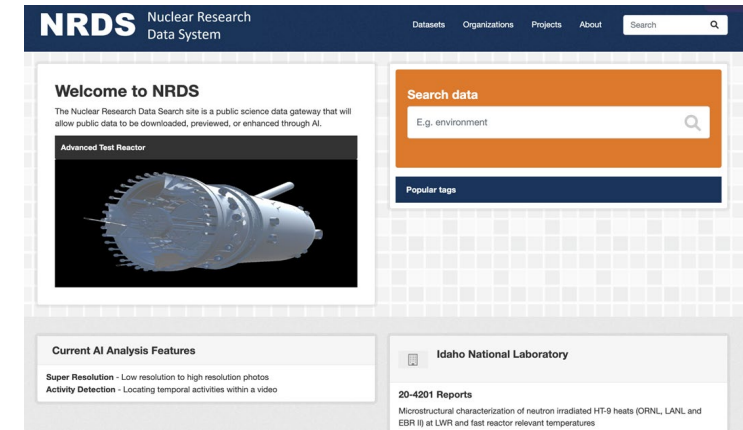 NRDS
Nuclear Research
Data System
Datasets
Organizations
Projects
About
Search
Welcome to NRDS
The Nuclear Research Data Search site is a public science data gateway that will
allow public data to be downloaded, previewed, or enhanced through AI.
Advanced Test Reactor
Search data
E.g. environment
Popular tags
Current AI Analysis Features
Super Resolution - Low resolution to high resolution photos
Activity Detection - Locating temporal activities within a video
Idaho National Laboratory
20-4201 Reports
Microstructural characterization of neutron irradiated HT-9 heats (ORNL, LANL and
EBR II) at LWR and fast reactor relevant temperatures